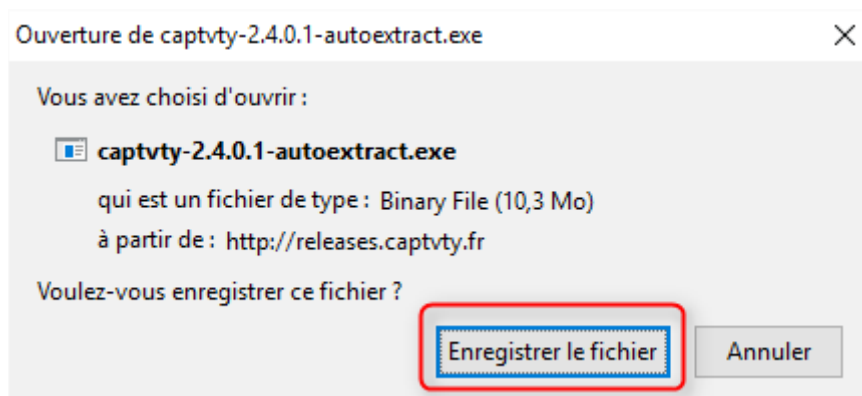 Ouverture de captvty-2.4.0.1-autoextract.exe
Vous avez choisi d'ouvrir :
captvty-2.4.0.1-autoextract.exe
qui est un fichier de type : Binary File (10,3 Mo)
à partir de : http://releases.captvty.fr
Voulez-vous enregistrer ce fichier ?
Enregistrer le fichier Annuler